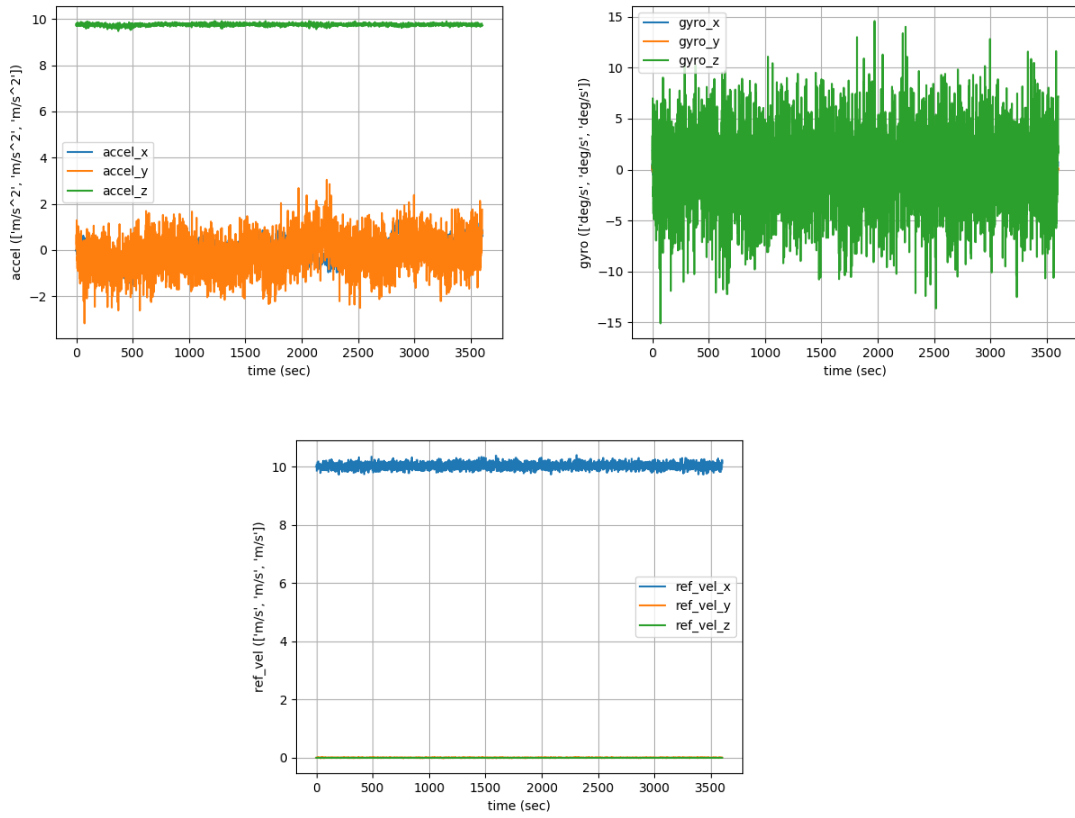 accel (['m/s^2', 'm/s^2', 'm/s^2'])
10
8
6
4
2
0
−2
accel_x
accel_y
accel_z
0 500 1000 1500 2000 2500 3000 3500
time (sec)
gyro (['deg/s', 'deg/s', 'deg/s'])
15
10
5
0
−5
−10
−15
gyro_x
gyro_y
gyro_z
0 500 1000 1500 2000 2500 3000 3500
time (sec)
ref_vel (['m/s', 'm/s', 'm/s'])
10
8
6
4
2
0
ref_vel_x
ref_vel_y
ref_vel_z
0 500 1000 1500 2000 2500 3000 3500
time (sec)